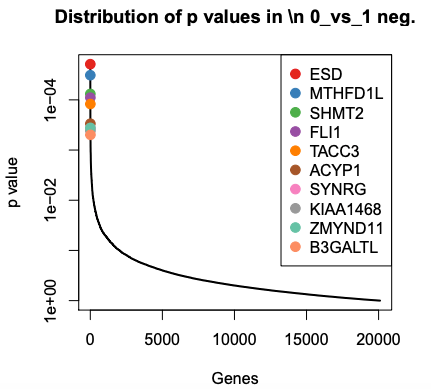 Distribution of p values in \n 0_vs_1 neg.
p value
1e-04
1e-02
1e+00
ESD
MTHFD1L
SHMT2
FLI1
TACC3
ACYP1
SYNRG
KIAA1468
ZMYND11
B3GALTL
0 5000 10000 15000 20000
Genes